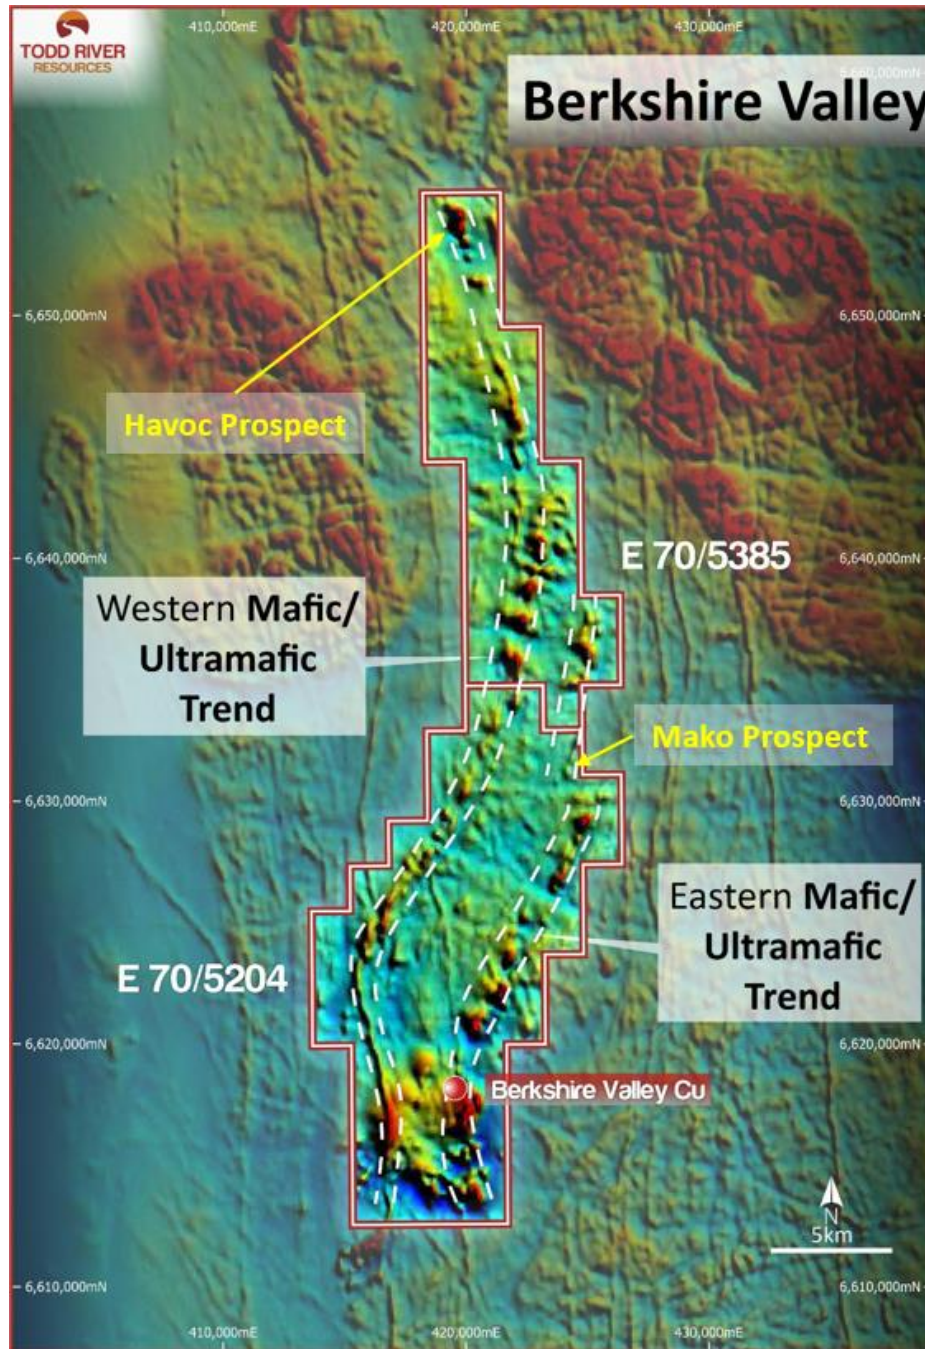 TODD RIVER
RESOURCES
410,000mE
420,000mE
430,000mE
6,660,000mN
Berkshire Valley
6,650,000mN
6,650,000mN
Havoc Prospect
6,640,000mN
E 70/5385
6,640,000mN
Western Mafic/
Ultramafic
Trend
Mako Prospect
6,630,000mN
6,630,000mN
Eastern Mafic/
Ultramafic
Trend
E 70/5204
6,620,000mN
6,620,000mN
Berkshire Valley Cu
N
5km
6,610,000mN
6,610,000mN
410,000mE
420,000mE
430,000mE